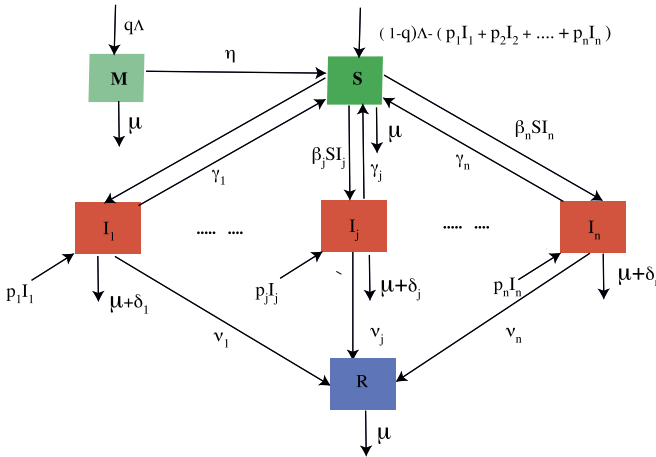 qΛ
(1-q)Λ-( p₁I₁ + p₂I₂ + .... + pₙIₙ )
M
η
S
μ
μ
βⱼSIⱼ
γⱼ
βₙSIₙ
γ₁
γₙ
I₁
..... ....
Iⱼ
..... ....
Iₙ
p₁I₁
μ+δ₁
pⱼIⱼ
μ+δⱼ
pₙIₙ
ν₁
νⱼ
νₙ
R
μ